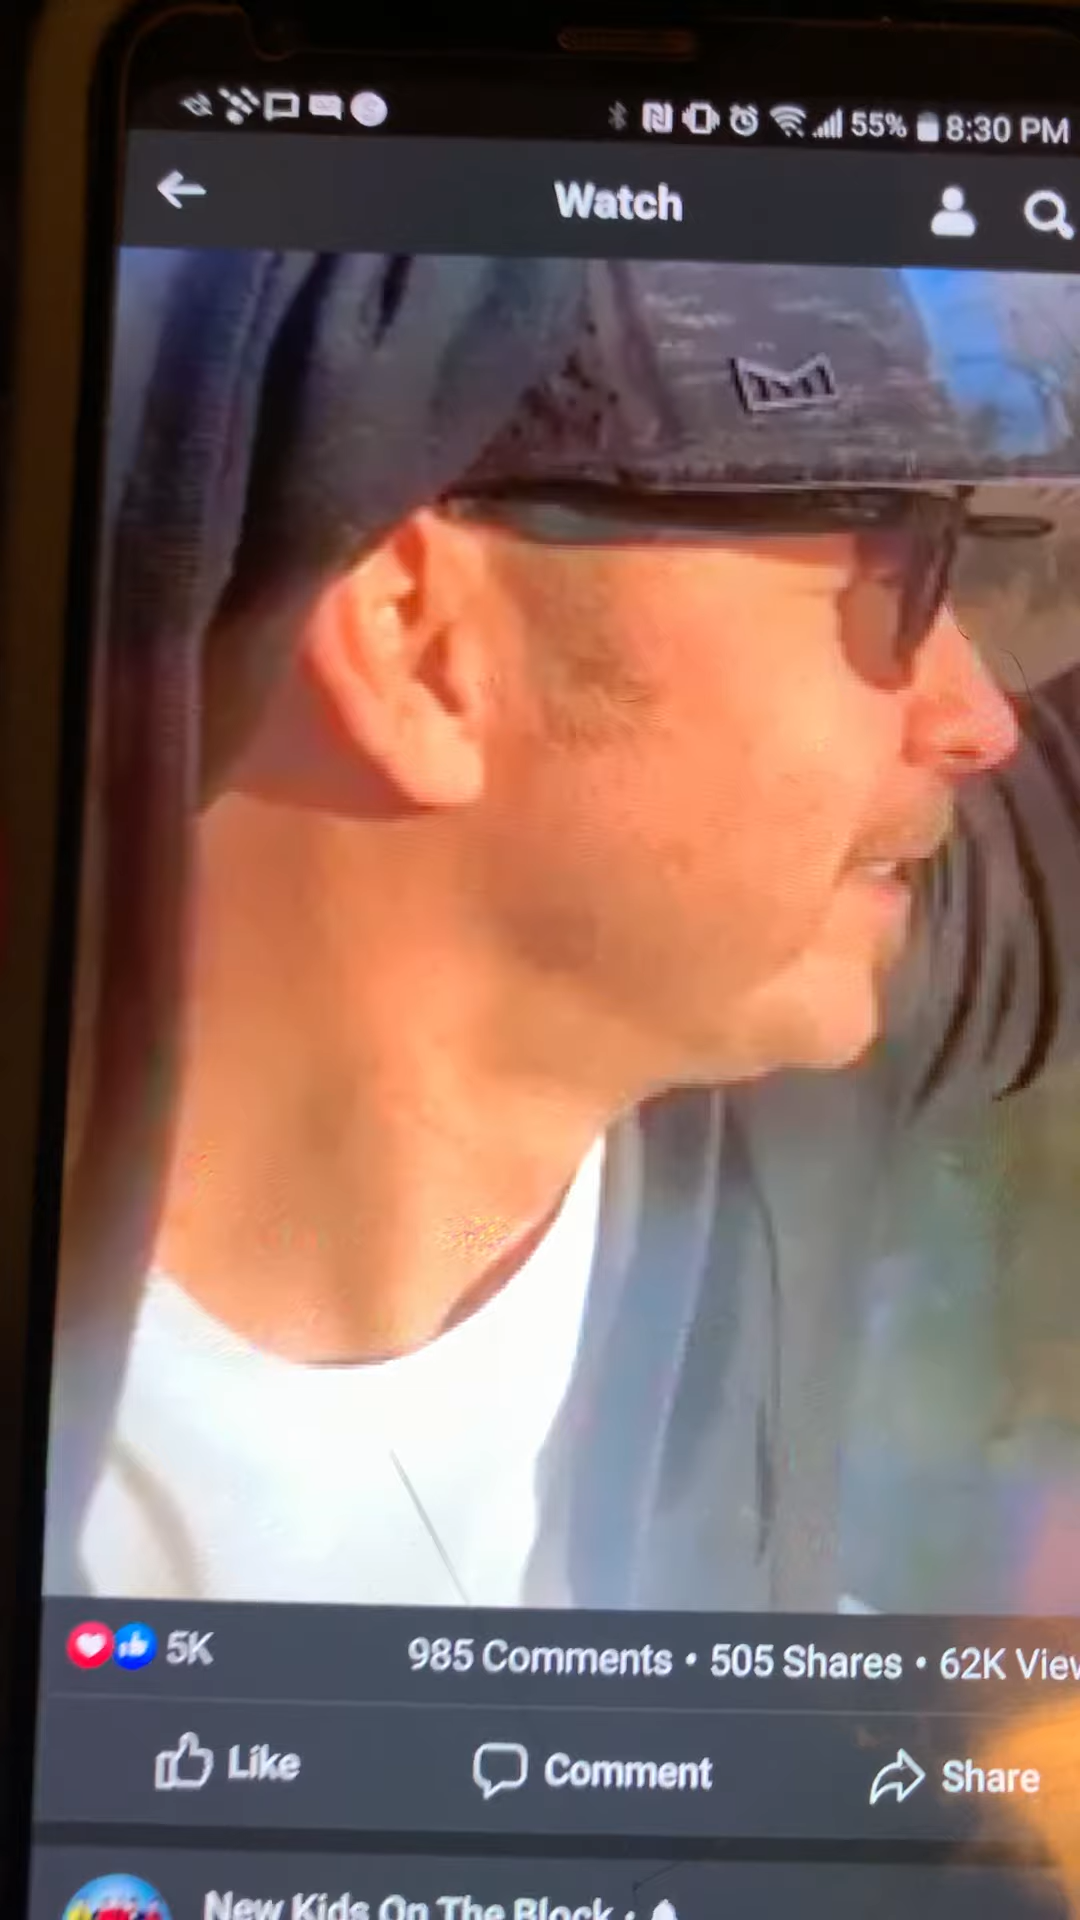 55% 8:30 PM
Watch
5K 985 Comments • 505 Shares • 62K View
Like Comment Share
New Kids On The Block •